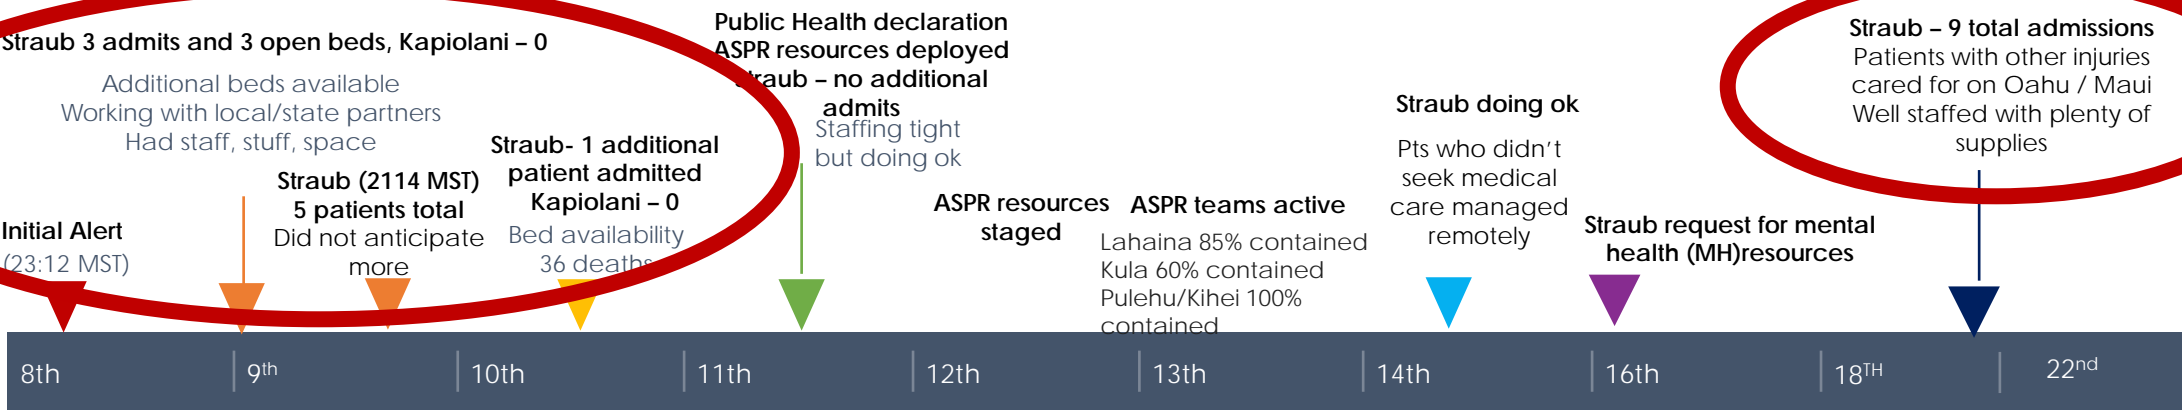 Straub 3 admits and 3 open beds, Kapiolani – 0
Additional beds available
Working with local/state partners
Had staff, stuff, space
Initial Alert
(23:12 MST)
Straub (2114 MST)
5 patients total
Did not anticipate
more
Straub- 1 additional
patient admitted
Kapiolani – 0
Bed availability
36 deaths
Public Health declaration
ASPR resources deployed
Straub – no additional
admits
Staffing tight
but doing ok
ASPR resources
staged
ASPR teams active
Lahaina 85% contained
Kula 60% contained
Pulehu/Kihei 100%
contained
Straub doing ok
Pts who didn’t
seek medical
care managed
remotely
Straub request for mental
health (MH)resources
Straub – 9 total admissions
Patients with other injuries
cared for on Oahu / Maui
Well staffed with plenty of
supplies
8th
9th
10th
11th
12th
13th
14th
16th
18TH
22nd